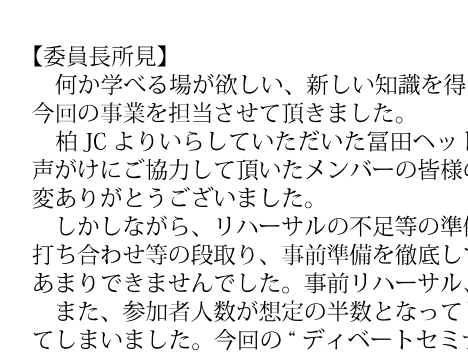 【委員長所見】
何か学べる場が欲しい、新しい知識を得
今回の事業を担当させて頂きました。
柏 JC よりいらしていただいた冨田ヘッ
声がけにご協力して頂いたメンバーの皆様
変ありがとうございました。
しかしながら、リハーサルの不足等の準
打ち合わせ等の段取り、事前準備を徹底し
あまりできませんでした。事前リハーサル、
また、参加者人数が想定の半数となって
てしまいました。今回の “ ディベートセミ